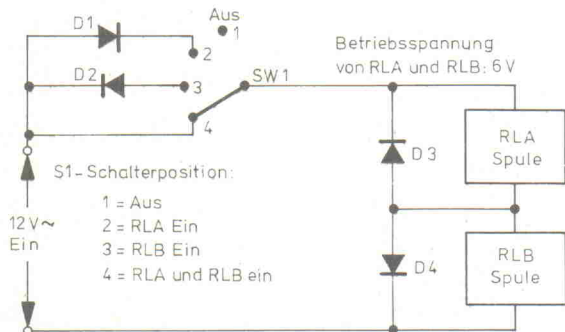 Aus
1
D1
2
D2
3
SW1
4
Betriebsspannung
von RLA und RLB: 6 V
S1-Schalterposition:
1 = Aus
2 = RLA Ein
3 = RLB Ein
4 = RLA und RLB ein
12V~
Ein
D3
RLA
Spule
D4
RLB
Spule